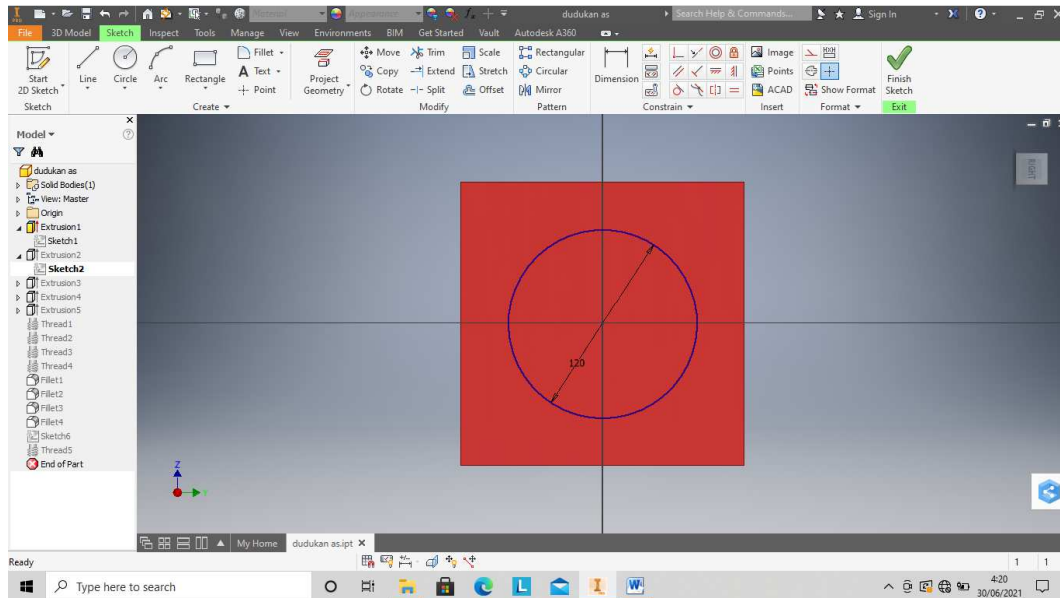 PRO
Material
Appearance
dudukan as
Search Help & Commands...
Sign In
File 3D Model Sketch Inspect Tools Manage View Environments BIM Get Started Vault Autodesk A360
Start 2D Sketch
Line
Circle
Arc
Rectangle
Fillet
Text
Point
Project Geometry
Move Trim Scale
Copy Extend Stretch
Rotate Split Offset
Rectangular
Circular
Mirror
Dimension
Image
Points
ACAD
Show Format
Finish Sketch
Sketch Create Modify Pattern Constrain Insert Format Exit
Model
dudukan as
Solid Bodies(1)
View: Master
Origin
Extrusion1
Sketch1
Extrusion2
Sketch2
Extrusion3
Extrusion4
Extrusion5
Thread1
Thread2
Thread3
Thread4
Fillet1
Fillet2
Fillet3
Fillet4
Sketch6
Thread5
End of Part
RIGHT
120
Z
Y
My Home dudukan as.ipt
Ready
1 1
Type here to search
4:20
30/06/2021